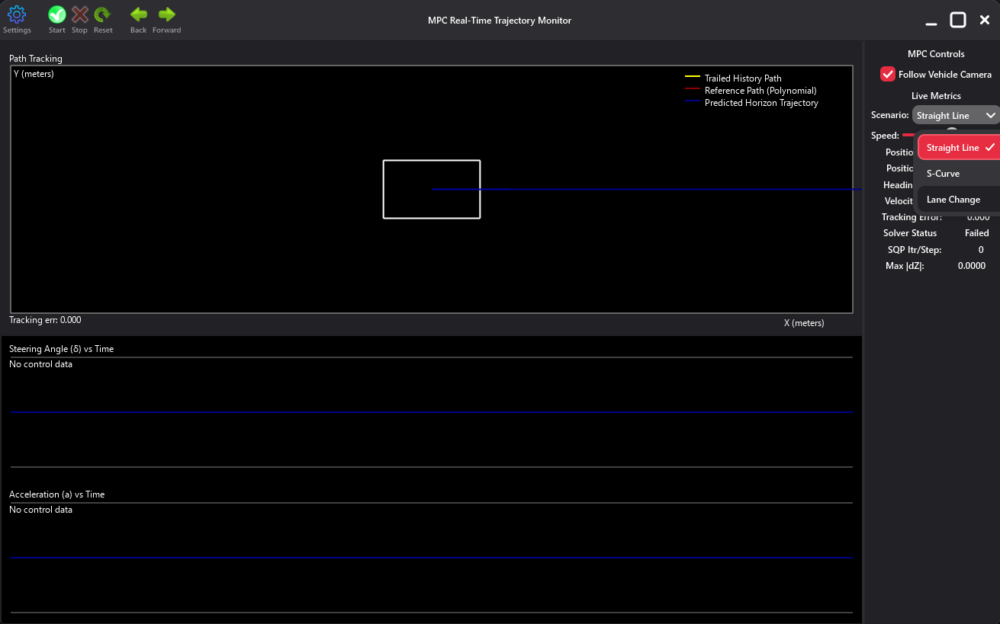 MPC Real-Time Trajectory Monitor
Settings
Start
Stop
Reset
Back
Forward
Path Tracking
Y (meters)
Trailed History Path
Reference Path (Polynomial)
Predicted Horizon Trajectory
Tracking err: 0.000
X (meters)
Steering Angle (δ) vs Time
No control data
Acceleration (a) vs Time
No control data
MPC Controls
Follow Vehicle Camera
Live Metrics
Scenario: Straight Line
Speed:
Straight Line
S-Curve
Lane Change
Positio
Positio
Headin
Velocit
Tracking Error: 0.000
Solver Status Failed
SQP Itr/Step: 0
Max |dZ|: 0.0000